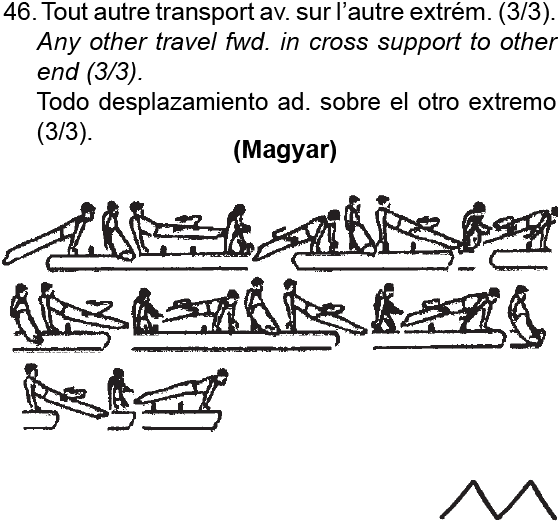 46. Tout autre transport av. sur l’autre extrém. (3/3).
Any other travel fwd. in cross support to other
end (3/3).
Todo desplazamiento ad. sobre el otro extremo
(3/3).
(Magyar)